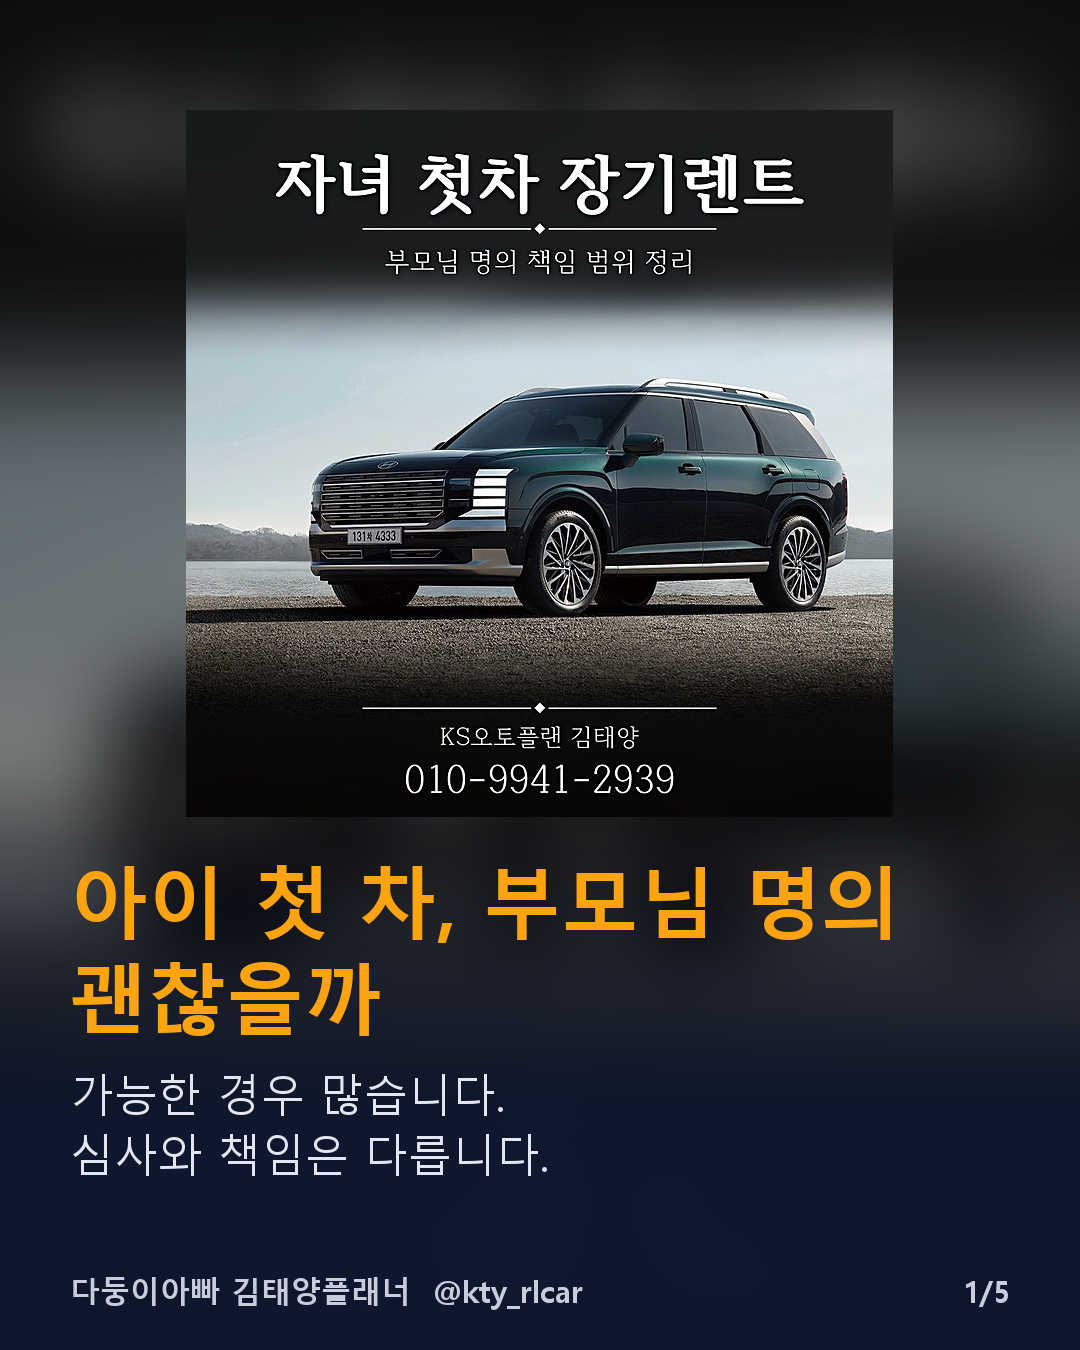 자녀 첫차 장기렌트
부모님 명의 책임 범위 정리
131서 4333
KS오토플랜 김태양
010-9941-2939
아이 첫 차, 부모님 명의
괜찮을까
가능한 경우 많습니다.
심사와 책임은 다릅니다.
다둥이아빠 김태양플래너 @kty_rlcar
1/5